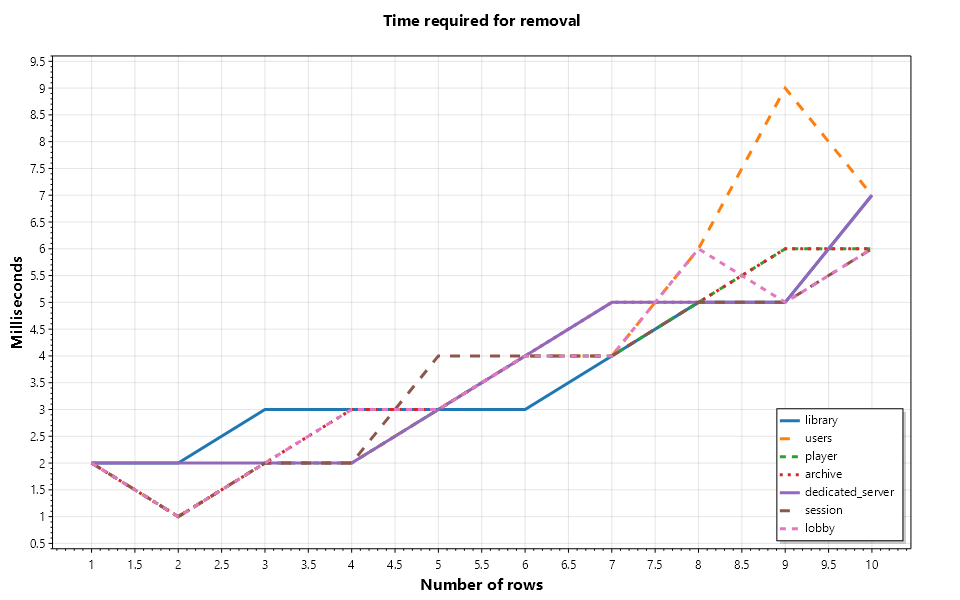 Time required for removal
9.5
9
8.5
8
7.5
7
6.5
6
5.5
5
4.5
4
3.5
3
2.5
2
1.5
1
0.5
Milliseconds
1 1.5 2 2.5 3 3.5 4 4.5 5 5.5 6 6.5 7 7.5 8 8.5 9 9.5 10
Number of rows
library
users
player
archive
dedicated_server
session
lobby